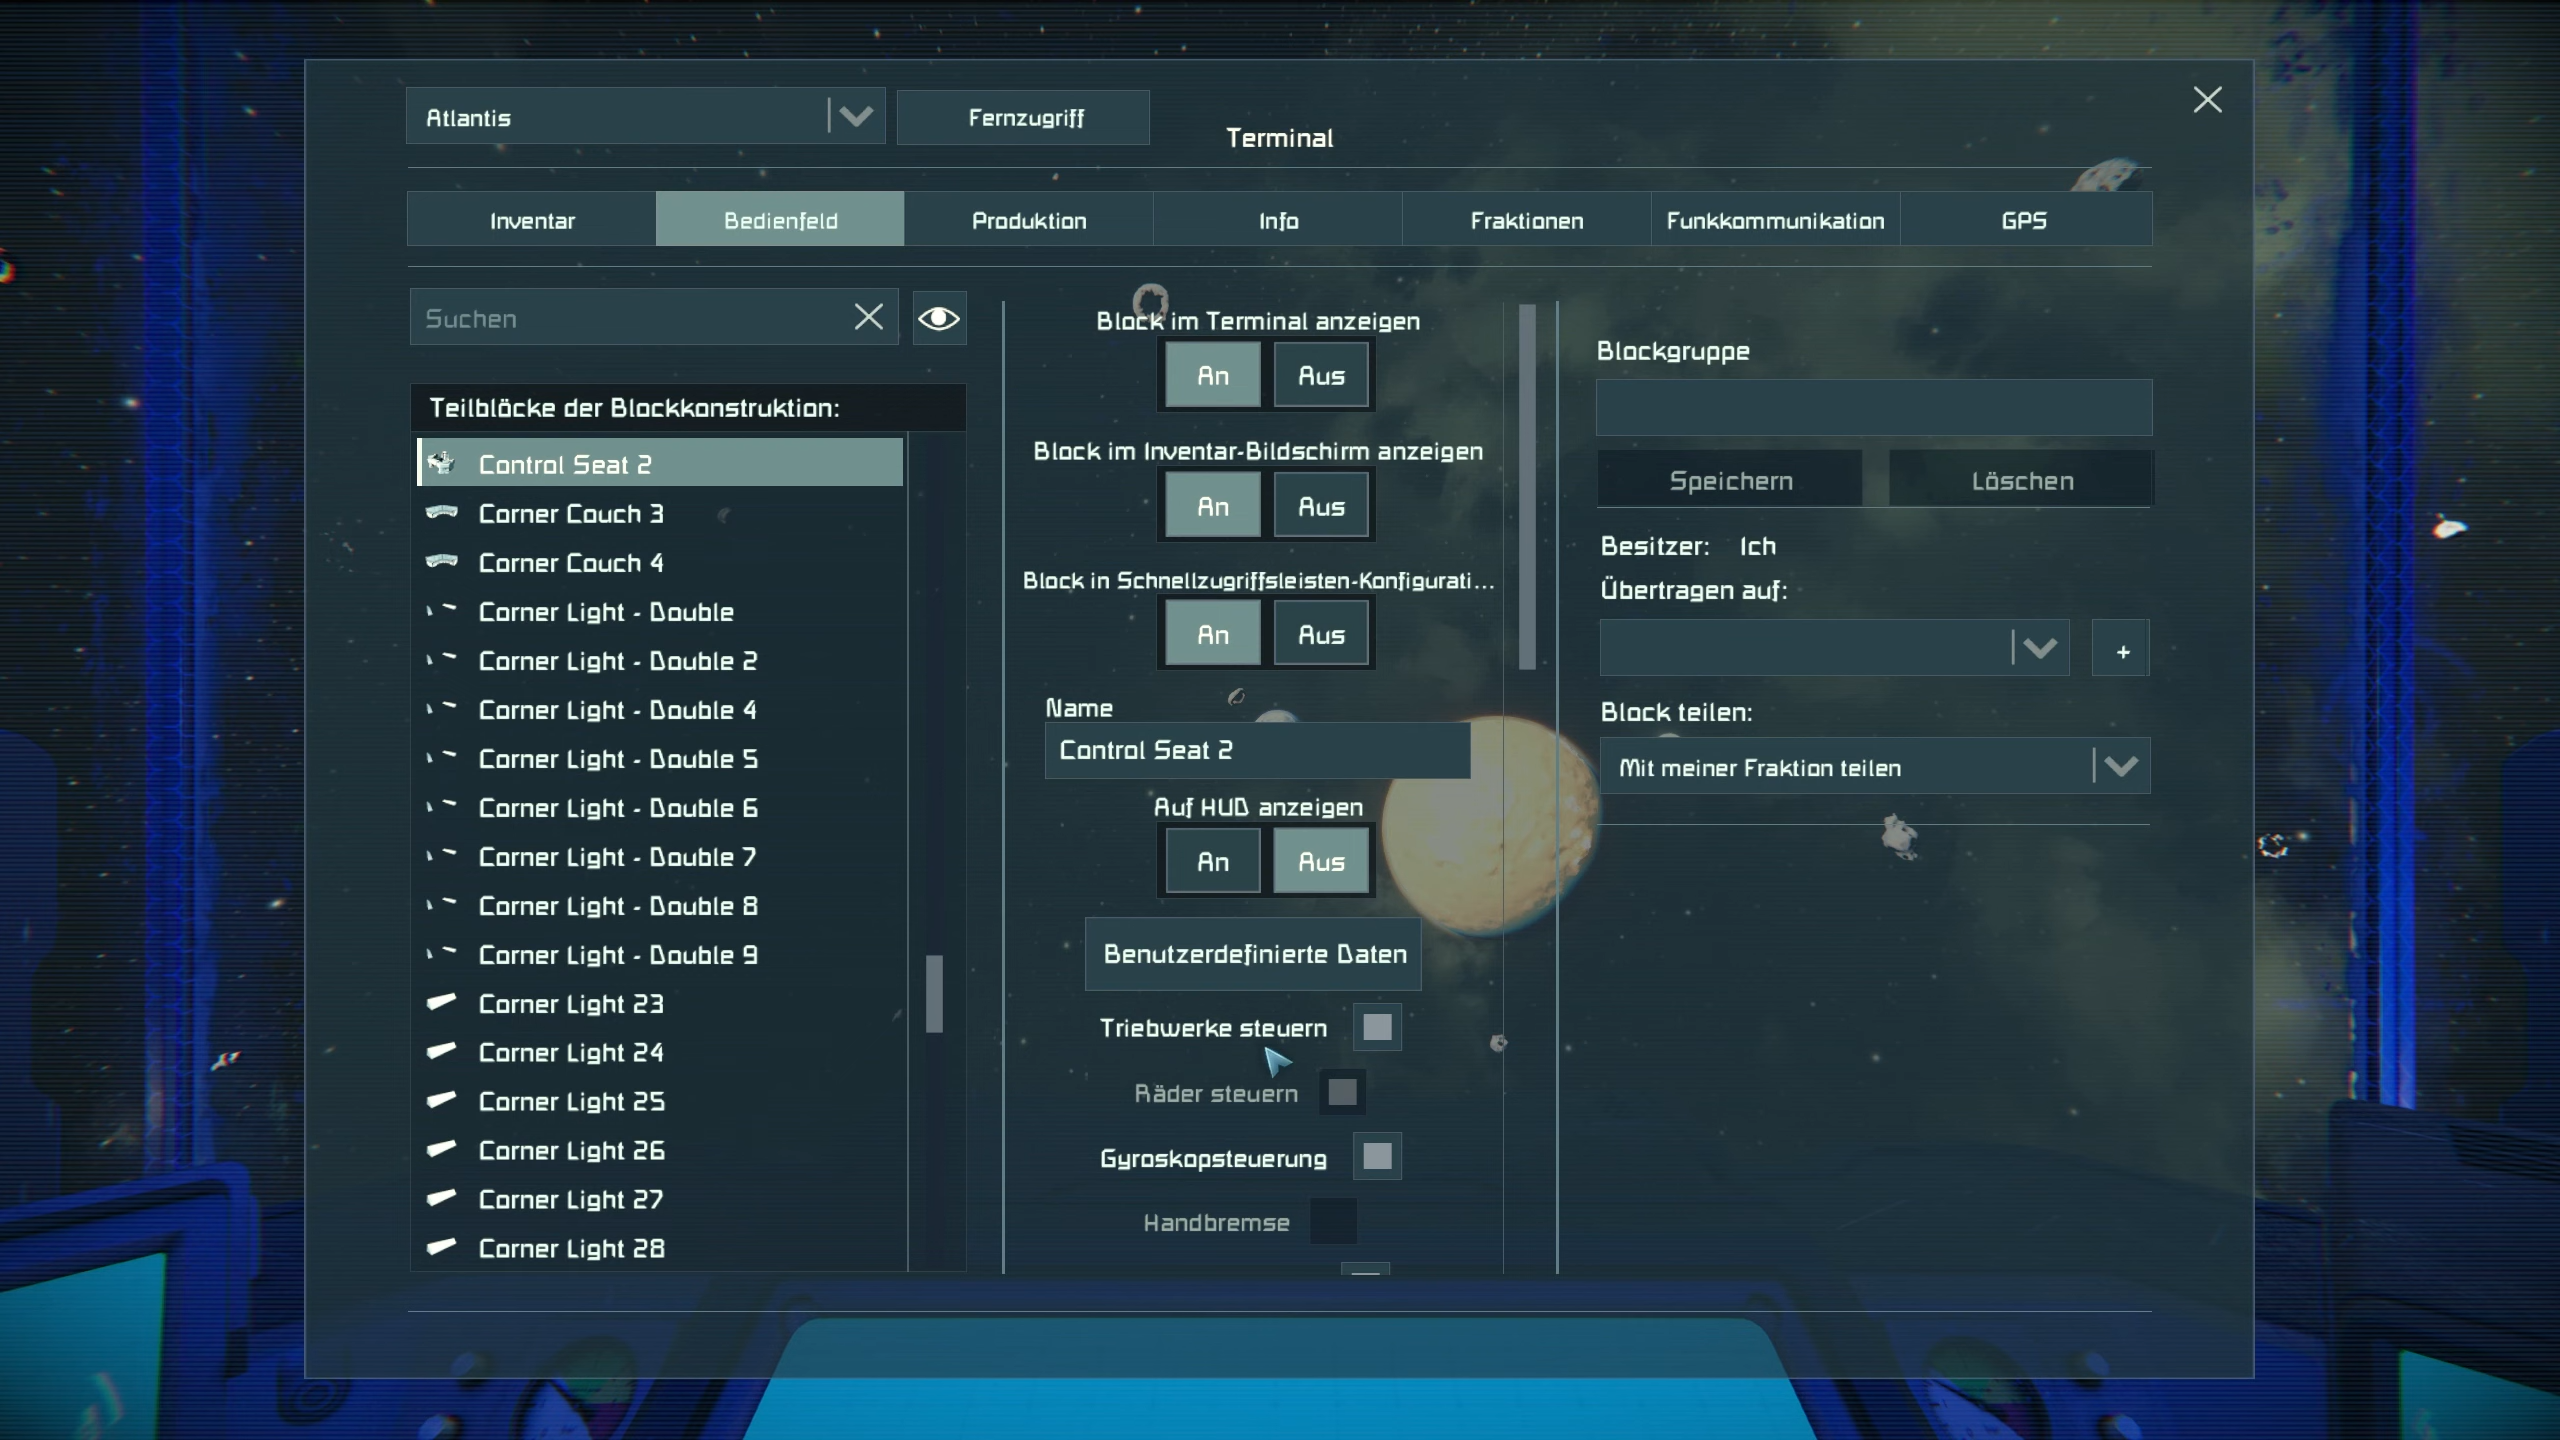 Atlantis
Fernzugriff
Terminal
Inventar
Bedienfeld
Produktion
Info
Fraktionen
Funkkommunikation
GPS
Suchen
Teilblöcke der Blockkonstruktion:
Control Seat 2
Corner Couch 3
Corner Couch 4
Corner Light - Double
Corner Light - Double 2
Corner Light - Double 4
Corner Light - Double 5
Corner Light - Double 6
Corner Light - Double 7
Corner Light - Double 8
Corner Light - Double 9
Corner Light 23
Corner Light 24
Corner Light 25
Corner Light 26
Corner Light 27
Corner Light 28
Block im Terminal anzeigen
An Aus
Block im Inventar-Bildschirm anzeigen
An Aus
Block in Schnellzugriffsleisten-Konfigurati...
An Aus
Name
Control Seat 2
Auf HUD anzeigen
An Aus
Benutzerdefinierte Daten
Triebwerke steuern
Räder steuern
Gyroskopsteuerung
Handbremse
Blockgruppe
Speichern Löschen
Besitzer: Ich
Übertragen auf:
+
Block teilen:
Mit meiner Fraktion teilen